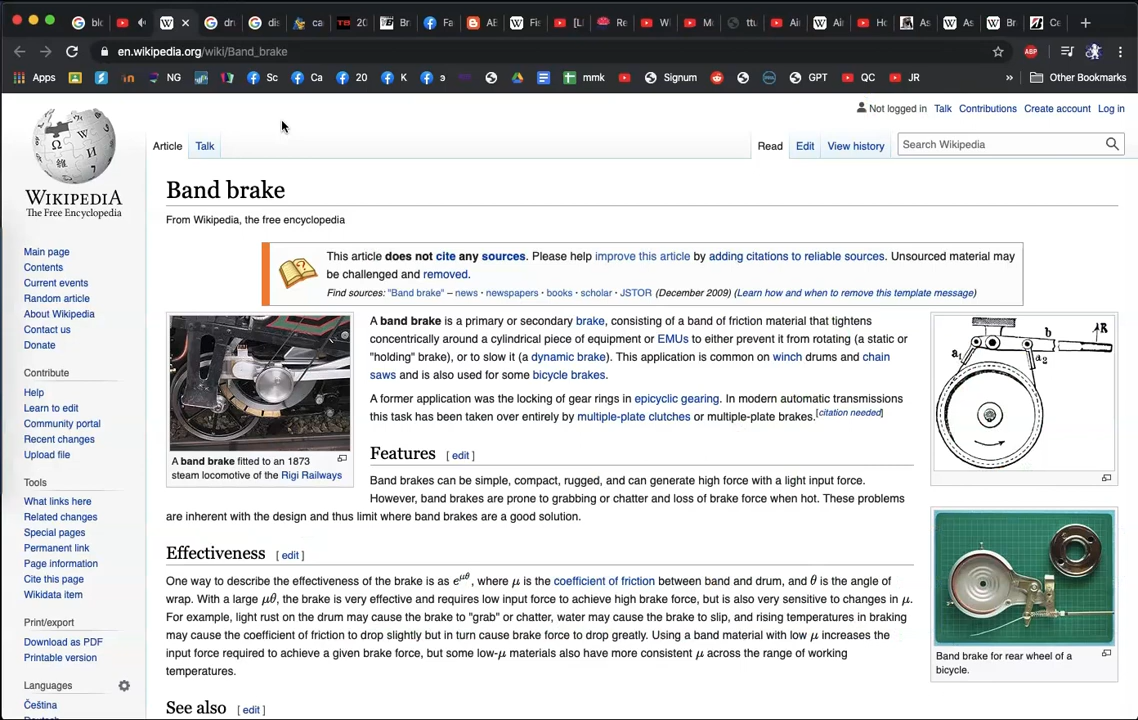 blo
W
dru
dis
ca
20
Br
Fa
AB
Fis
[L
Re
W
Mo
ttu
Air
Air
Ho
As
As
Br
Ce
en.wikipedia.org/wiki/Band_brake
Apps
NG
Sc
Ca
20
K
э
mmk
Signum
GPT
QC
JR
»
Other Bookmarks
Not logged in Talk Contributions Create account Log in
Article Talk Read Edit View history Search Wikipedia
WIKIPEDIA
The Free Encyclopedia
Main page
Contents
Current events
Random article
About Wikipedia
Contact us
Donate
Contribute
Help
Learn to edit
Community portal
Recent changes
Upload file
Tools
What links here
Related changes
Special pages
Permanent link
Page information
Cite this page
Wikidata item
Print/export
Download as PDF
Printable version
Languages
Čeština
Deutsch
Band brake
From Wikipedia, the free encyclopedia
This article does not cite any sources. Please help improve this article by adding citations to reliable sources. Unsourced material may
be challenged and removed.
Find sources: "Band brake" – news · newspapers · books · scholar · JSTOR (December 2009) (Learn how and when to remove this template message)
A band brake fitted to an 1873
steam locomotive of the Rigi Railways
A band brake is a primary or secondary brake, consisting of a band of friction material that tightens
concentrically around a cylindrical piece of equipment or EMUs to either prevent it from rotating (a static or
"holding" brake), or to slow it (a dynamic brake). This application is common on winch drums and chain
saws and is also used for some bicycle brakes.
A former application was the locking of gear rings in epicyclic gearing. In modern automatic transmissions
this task has been taken over entirely by multiple-plate clutches or multiple-plate brakes.[citation needed]
Features [ edit ]
Band brakes can be simple, compact, rugged, and can generate high force with a light input force.
However, band brakes are prone to grabbing or chatter and loss of brake force when hot. These problems
are inherent with the design and thus limit where band brakes are a good solution.
Effectiveness [ edit ]
One way to describe the effectiveness of the brake is as e^μθ, where μ is the coefficient of friction between band and drum, and θ is the angle of
wrap. With a large μθ, the brake is very effective and requires low input force to achieve high brake force, but is also very sensitive to changes in μ.
For example, light rust on the drum may cause the brake to "grab" or chatter, water may cause the brake to slip, and rising temperatures in braking
may cause the coefficient of friction to drop slightly but in turn cause brake force to drop greatly. Using a band material with low μ increases the
input force required to achieve a given brake force, but some low-μ materials also have more consistent μ across the range of working
temperatures.
See also [ edit ]
a1
b
R
a2
Band brake for rear wheel of a
bicycle.